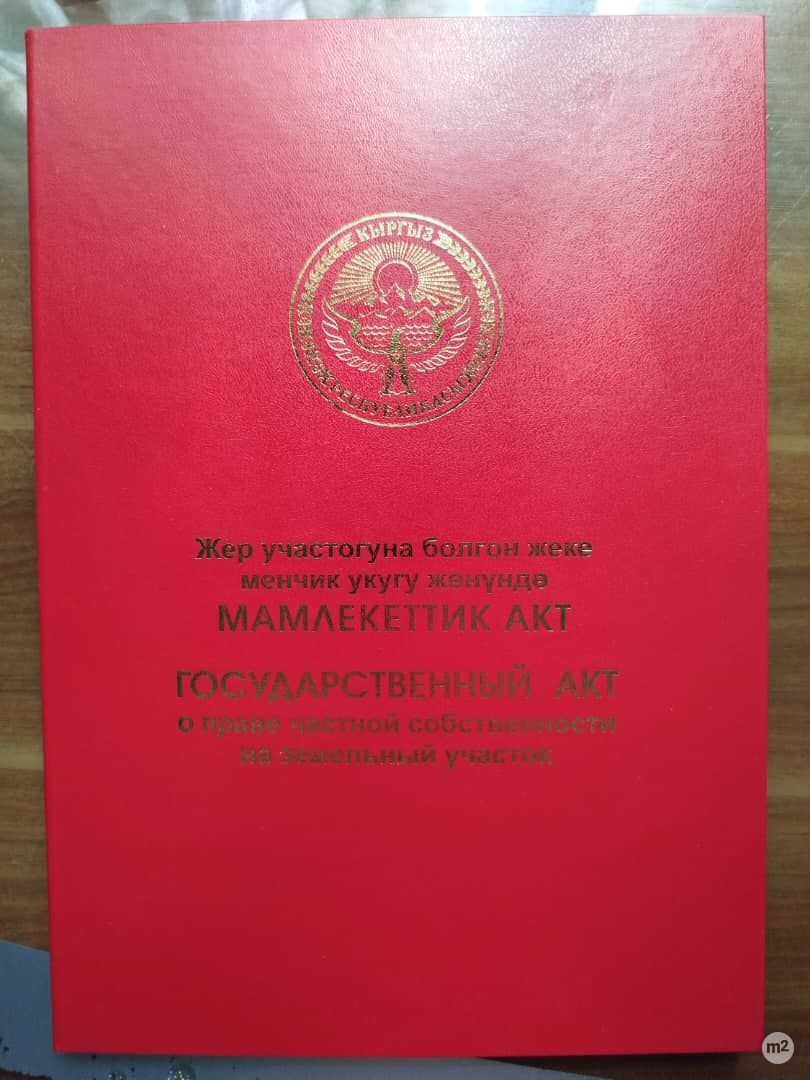 КЫРГЫЗ
РЕСПУБЛИКАСЫ
Жер участогуна болгон жеке
менчик укугу жөнүндө
МАМЛЕКЕТТИК АКТ
ГОСУДАРСТВЕННЫЙ АКТ
о праве частной собственности
на земельный участок
m2